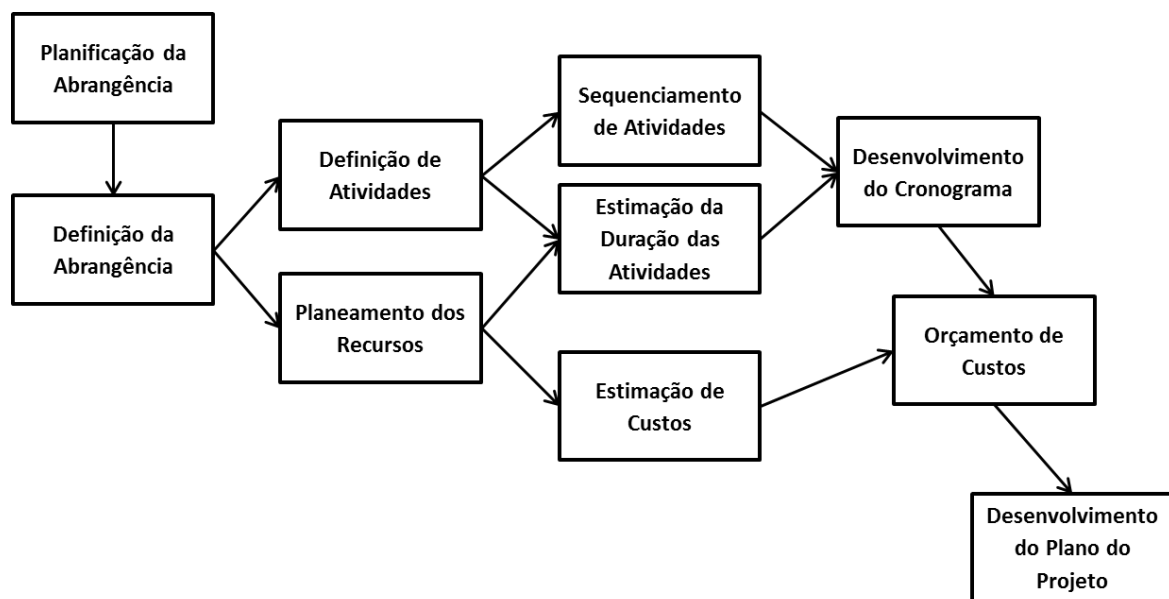 Planificação da
Abrangência
Definição da
Abrangência
Definição de
Atividades
Planeamento dos
Recursos
Sequenciamento
de Atividades
Estimação da
Duração das
Atividades
Estimação de
Custos
Desenvolvimento
do Cronograma
Orçamento de
Custos
Desenvolvimento
do Plano do
Projeto